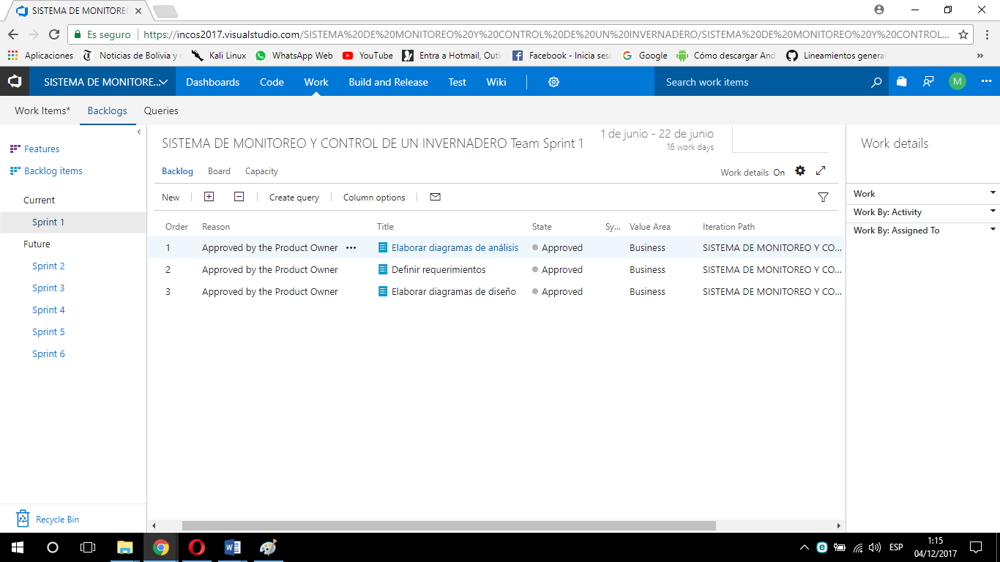 SISTEMA DE MONITOREO
Es seguro https://incos2017.visualstudio.com/SISTEMA%20DE%20MONITOREO%20Y%20CONTROL%20DE%20UN%20INVERNADERO/SISTEMA%20DE%20MONITOREO%20Y%20CONTROL...
Aplicaciones Noticias de Bolivia y Kali Linux WhatsApp Web YouTube Entra a Hotmail, Outl Facebook - Inicia sesi Google Cómo descargar And Lineamientos general »
SISTEMA DE MONITORE... Dashboards Code Work Build and Release Test Wiki Search work items M
Work Items* Backlogs Queries
Features
Backlog items
Current
Sprint 1
Future
Sprint 2
Sprint 3
Sprint 4
Sprint 5
Sprint 6
Recycle Bin
SISTEMA DE MONITOREO Y CONTROL DE UN INVERNADERO Team Sprint 1
1 de junio - 22 de junio
16 work days
Backlog Board Capacity Work details On
New Create query Column options
Order Reason Title State Sy... Value Area Iteration Path
1 Approved by the Product Owner ••• Elaborar diagramas de análisis Approved Business SISTEMA DE MONITOREO Y CO...
2 Approved by the Product Owner Definir requerimientos Approved Business SISTEMA DE MONITOREO Y CO...
3 Approved by the Product Owner Elaborar diagramas de diseño Approved Business SISTEMA DE MONITOREO Y CO...
Work details
Work
Work By: Activity
Work By: Assigned To
ESP 1:15
04/12/2017